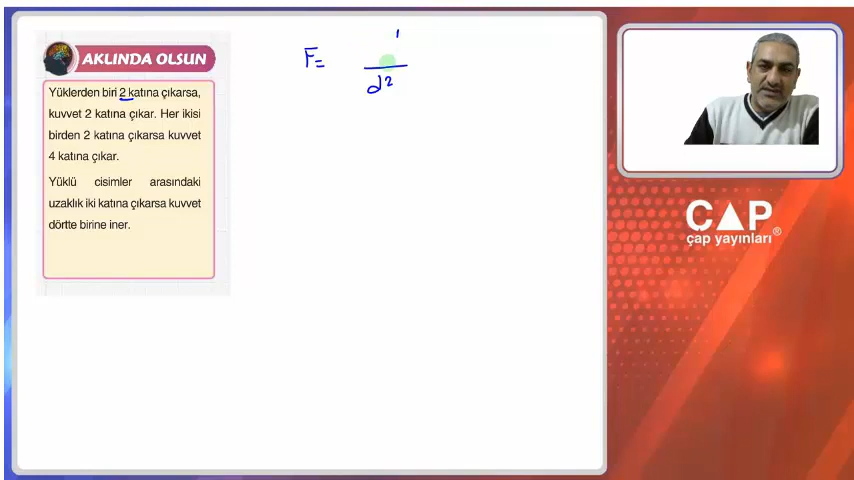 AKLINDA OLSUN
Yüklerden biri 2 katına çıkarsa,
kuvvet 2 katına çıkar. Her ikisi
birden 2 katına çıkarsa kuvvet
4 katına çıkar.
Yüklü cisimler arasındaki
uzaklık iki katına çıkarsa kuvvet
dörtte birine iner.
F=
d²
ÇAP
çap yayınları®